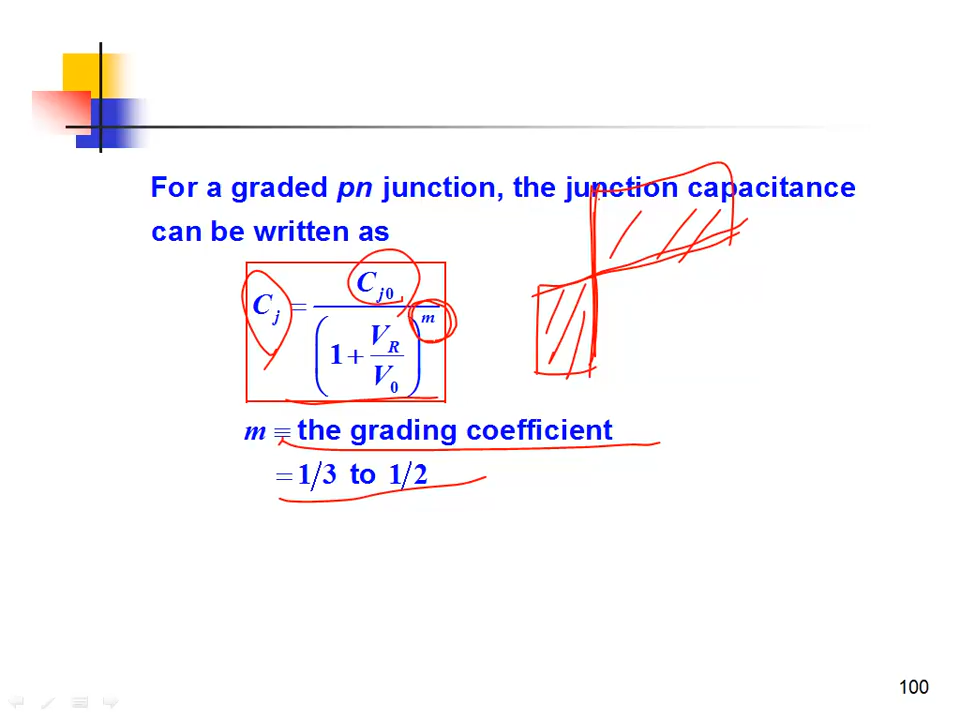 For a graded pn junction, the junction capacitance
can be written as
C_j = C_j0 / (1 + V_R / V_0)^m
m ≡ the grading coefficient
= 1/3 to 1/2
100